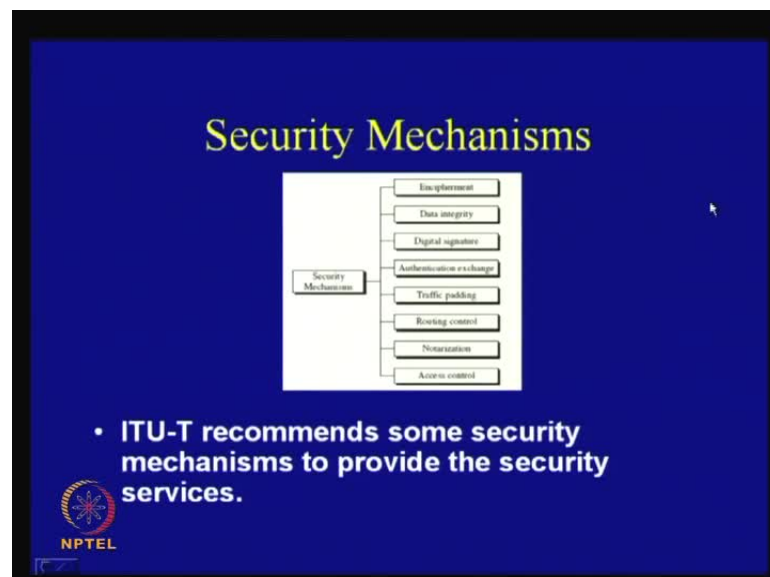 Security Mechanisms
Security
Mechanisms
Encipherment
Data integrity
Digital signature
Authentication exchange
Traffic padding
Routing control
Notarization
Access control
• ITU-T recommends some security
mechanisms to provide the security
services.
NPTEL